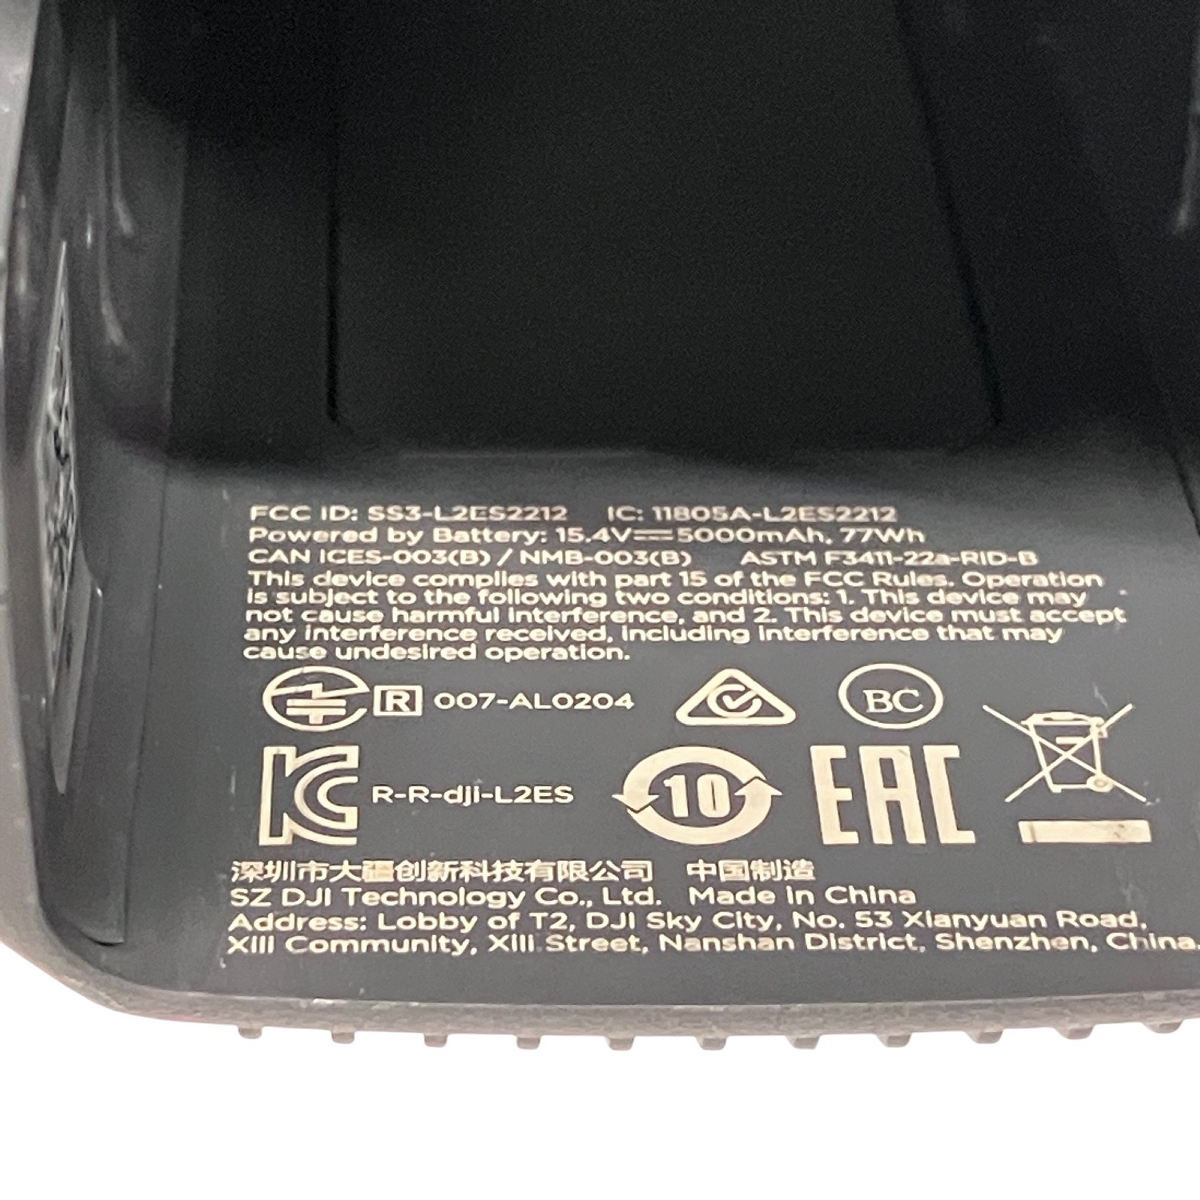 FCC ID: SS3-L2ES2212 IC: 11805A-L2ES2212
Powered by Battery: 15.4V⎓5000mAh, 77Wh
CAN ICES-003(B) / NMB-003(B) ASTM F3411-22a-RID-B
This device complies with part 15 of the FCC Rules. Operation
is subject to the following two conditions: 1. This device may
not cause harmful interference, and 2. This device must accept
any interference received, including interference that may
cause undesired operation.
R 007-AL0204 BC
KC R-R-dji-L2ES 10 EAC
深圳市大疆创新科技有限公司 中国制造
SZ DJI Technology Co., Ltd. Made in China
Address: Lobby of T2, DJI Sky City, No. 53 Xianyuan Road,
XIII Community, XIII Street, Nanshan District, Shenzhen, China.